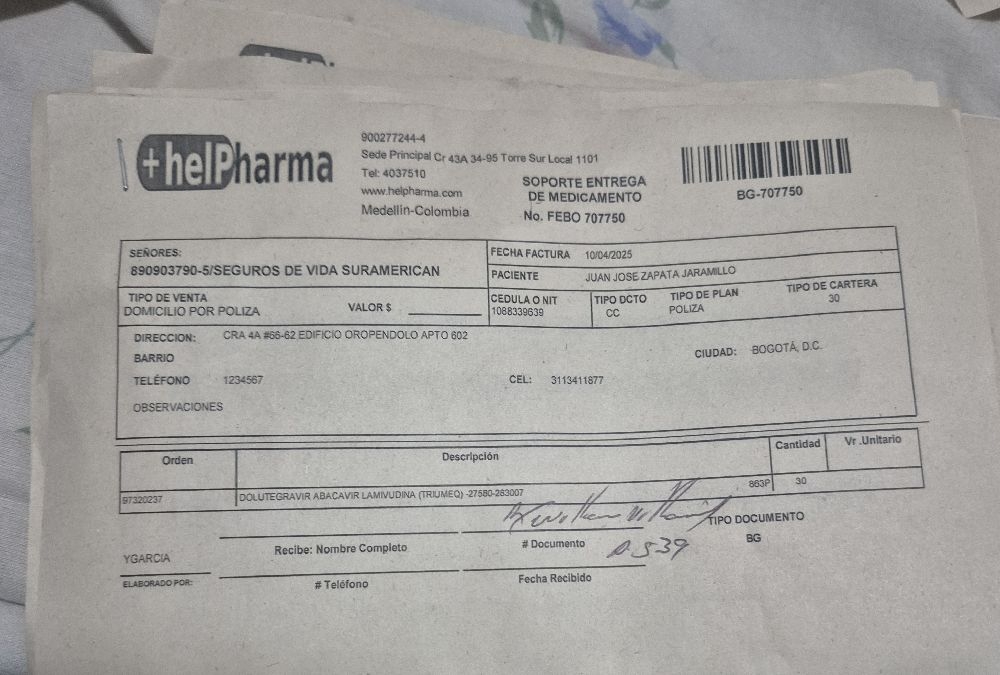 +helPharma
900277244-4
Sede Principal Cr 43A 34-95 Torre Sur Local 1101
Tel: 4037510
www.helpharma.com
Medellin-Colombia
SOPORTE ENTREGA
DE MEDICAMENTO
No. FEBO 707750
BG-707750
SEÑORES:
890903790-5/SEGUROS DE VIDA SURAMERICAN
FECHA FACTURA 10/04/2025
PACIENTE JUAN JOSE ZAPATA JARAMILLO
TIPO DE VENTA
DOMICILIO POR POLIZA
VALOR $
CEDULA O NIT
1088339639
TIPO DCTO
CC
TIPO DE PLAN
POLIZA
TIPO DE CARTERA
30
DIRECCION: CRA 4A #66-62 EDIFICIO OROPENDOLO APTO 602
BARRIO
CIUDAD: BOGOTÁ, D.C.
TELÉFONO 1234567
CEL: 3113411877
OBSERVACIONES
Orden Descripción Cantidad Vr .Unitario
97320237 DOLUTEGRAVIR ABACAVIR LAMIVUDINA (TRIUMEQ) -27580-263007 863P 30
TIPO DOCUMENTO
BG
YGARCIA
ELABORADO POR:
Recibe: Nombre Completo
# Documento
539
# Teléfono
Fecha Recibido